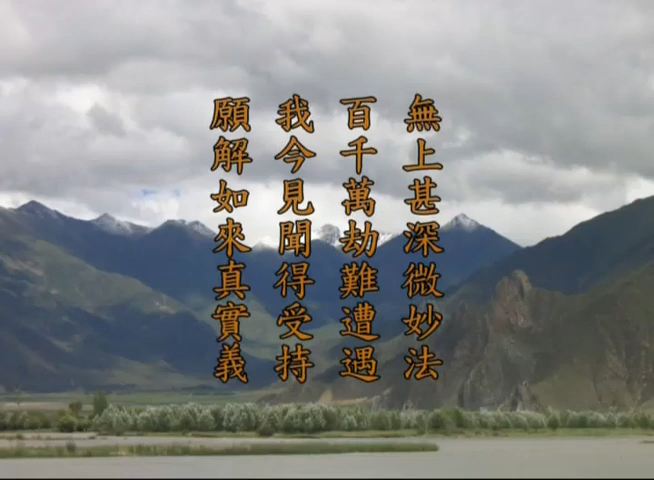 無上甚深微妙法
百千萬劫難遭遇
我今見聞得受持
願解如來真實義